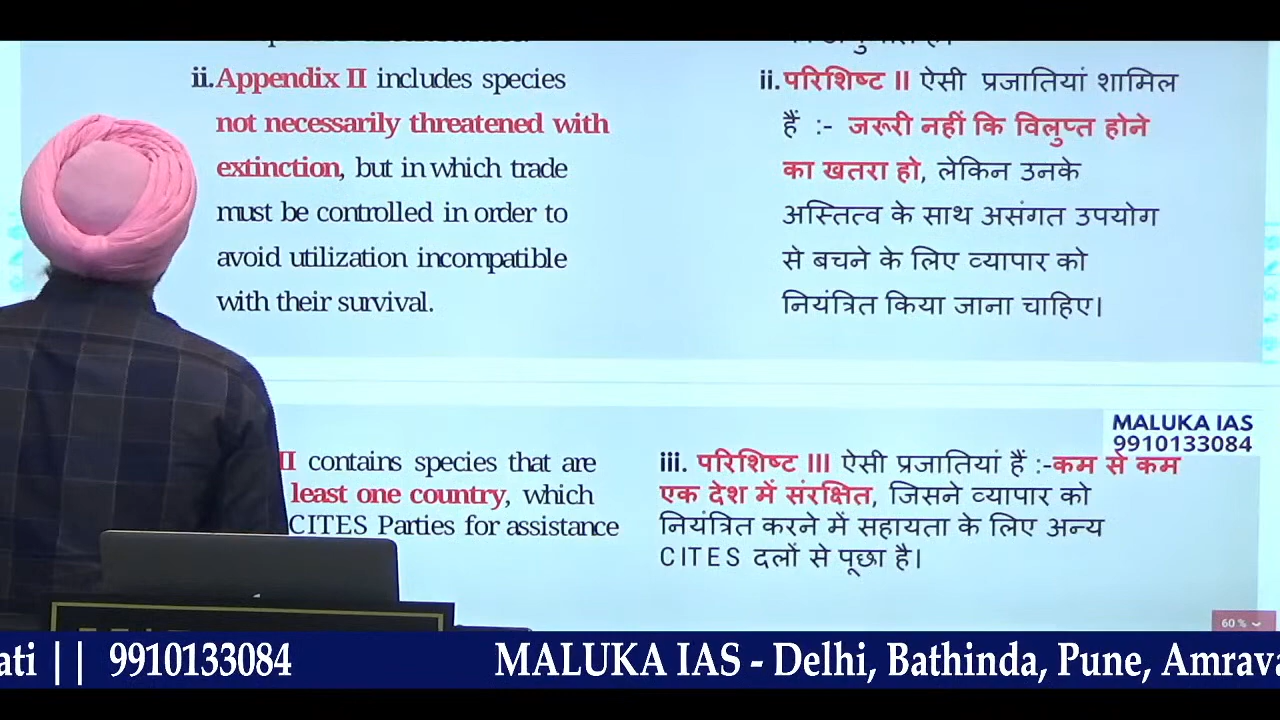 ii. Appendix II includes species
not necessarily threatened with
extinction, but in which trade
must be controlled in order to
avoid utilization incompatible
with their survival.
ii. परिशिष्ट II ऐसी प्रजातियां शामिल
हैं :- जरूरी नहीं कि विलुप्त होने
का खतरा हो, लेकिन उनके
अस्तित्व के साथ असंगत उपयोग
से बचने के लिए व्यापार को
नियंत्रित किया जाना चाहिए।
MALUKA IAS
9910133084
II contains species that are
least one country, which
CITES Parties for assistance
iii. परिशिष्ट III ऐसी प्रजातियां हैं :-कम से कम
एक देश में संरक्षित, जिसने व्यापार को
नियंत्रित करने में सहायता के लिए अन्य
CITES दलों से पूछा है।
60 %
ati || 9910133084 MALUKA IAS - Delhi, Bathinda, Pune, Amrava